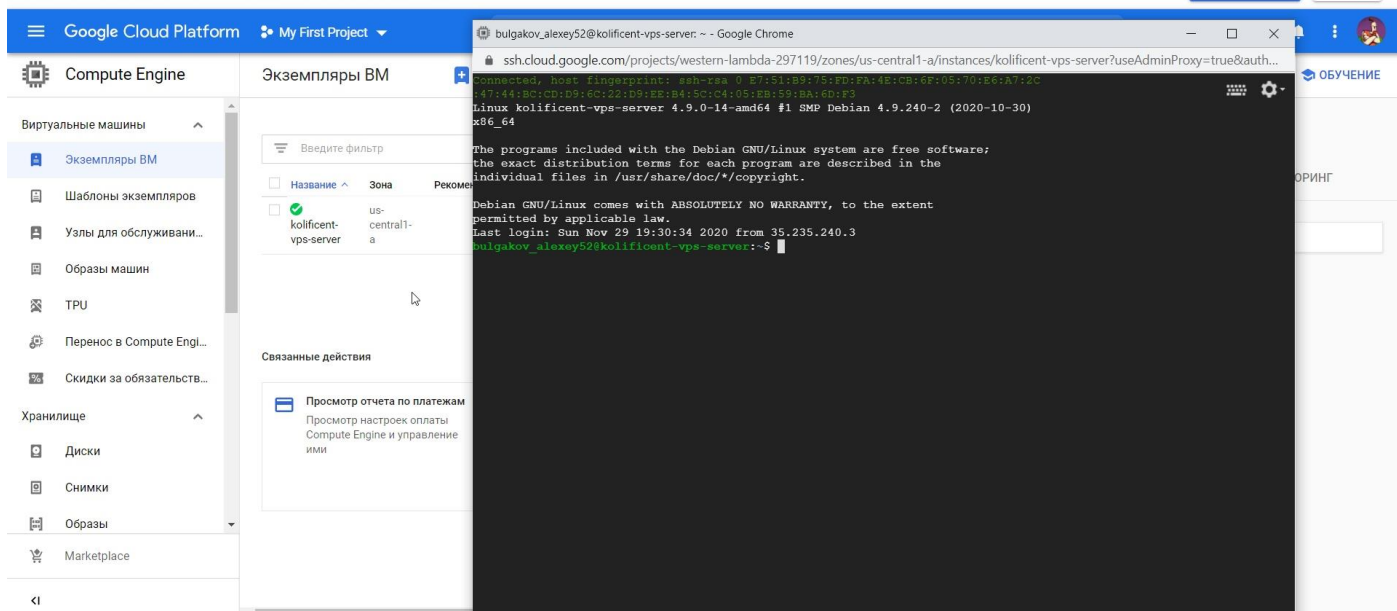 Google Cloud Platform
My First Project
Compute Engine
Виртуальные машины
Экземпляры ВМ
Шаблоны экземпляров
Узлы для обслуживани...
Образы машин
TPU
Перенос в Compute Engi...
Скидки за обязательств...
Хранилище
Диски
Снимки
Образы
Marketplace
Экземпляры ВМ
Введите фильтр
Название Зона
kolificent-vps-server
us-central1-a
Связанные действия
Просмотр отчета по платежам
Просмотр настроек оплаты
Compute Engine и управление
ими
bulgakov_alexey52@kolificent-vps-server: ~ - Google Chrome
ssh.cloud.google.com/projects/western-lambda-297119/zones/us-central1-a/instances/kolificent-vps-server?useAdminProxy=true&auth...
Connected, host fingerprint: ssh-rsa 0 E7:51:B9:75:FD:FA:4E:CB:6F:05:70:E6:A7:2C
:47:44:BC:CD:D9:6C:22:D9:EE:B4:5C:C4:05:EB:59:BA:6D:F3
Linux kolificent-vps-server 4.9.0-14-amd64 #1 SMP Debian 4.9.240-2 (2020-10-30)
x86_64
The programs included with the Debian GNU/Linux system are free software;
the exact distribution terms for each program are described in the
individual files in /usr/share/doc/*/copyright.
Debian GNU/Linux comes with ABSOLUTELY NO WARRANTY, to the extent
permitted by applicable law.
Last login: Sun Nov 29 19:30:34 2020 from 35.235.240.3
bulgakov_alexey52@kolificent-vps-server:~$
ОБУЧЕНИЕ